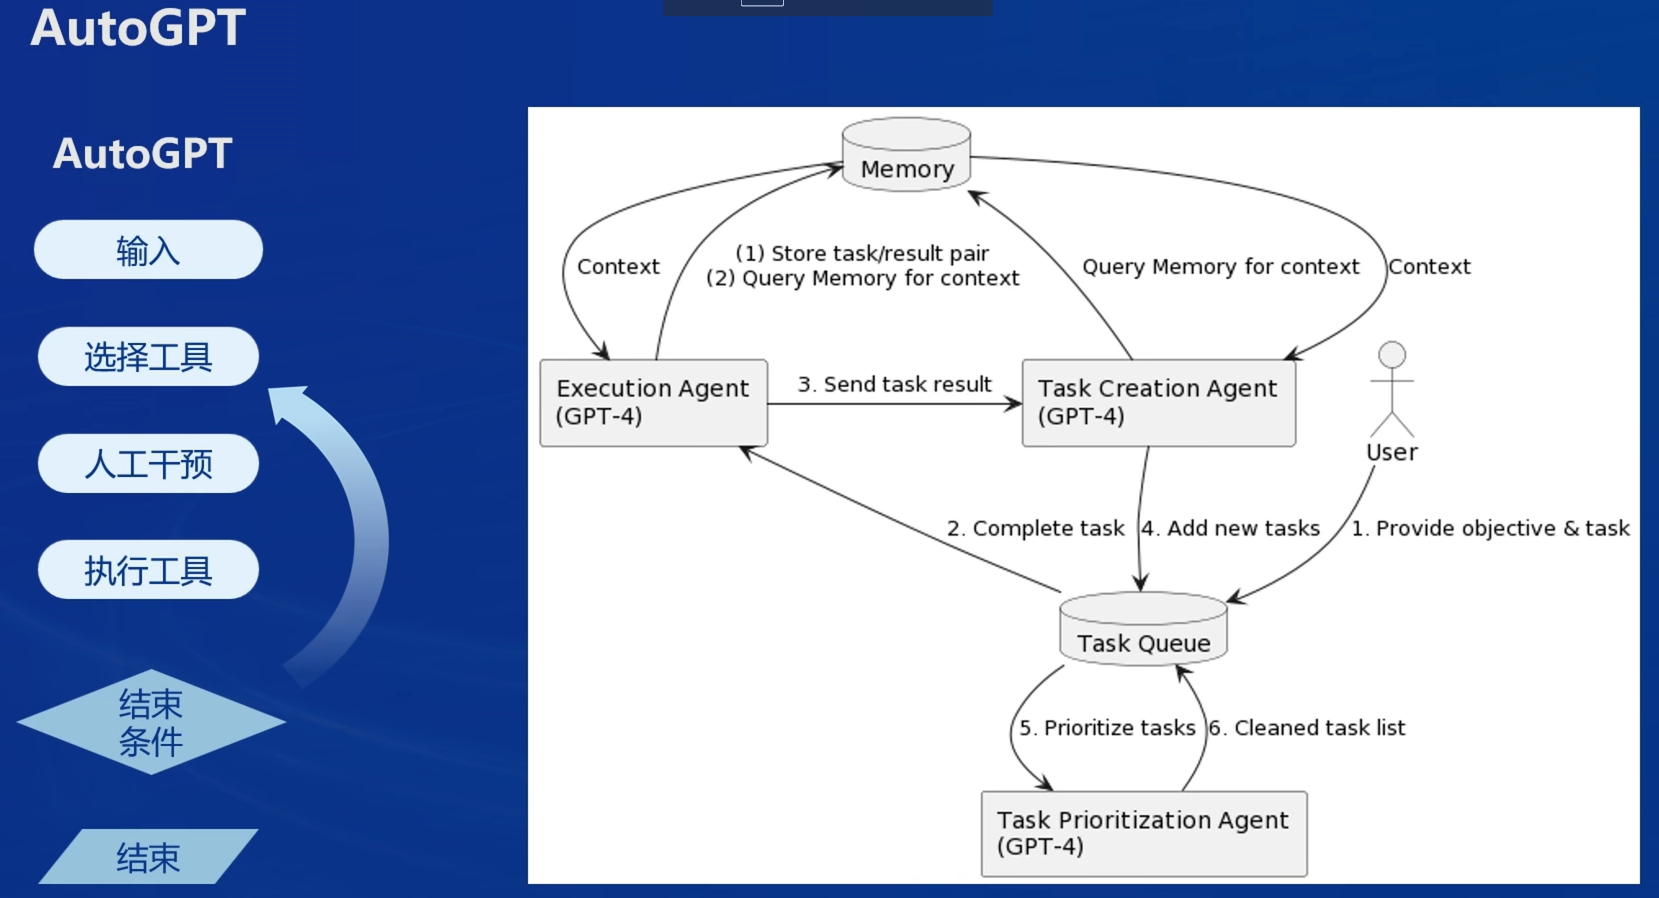 AutoGPT
AutoGPT
输入
选择工具
人工干预
执行工具
结束
条件
结束
Memory
Context
(1) Store task/result pair
(2) Query Memory for context
Query Memory for context
Context
Execution Agent
(GPT-4)
3. Send task result
Task Creation Agent
(GPT-4)
User
2. Complete task
4. Add new tasks
1. Provide objective & task
Task Queue
5. Prioritize tasks
6. Cleaned task list
Task Prioritization Agent
(GPT-4)